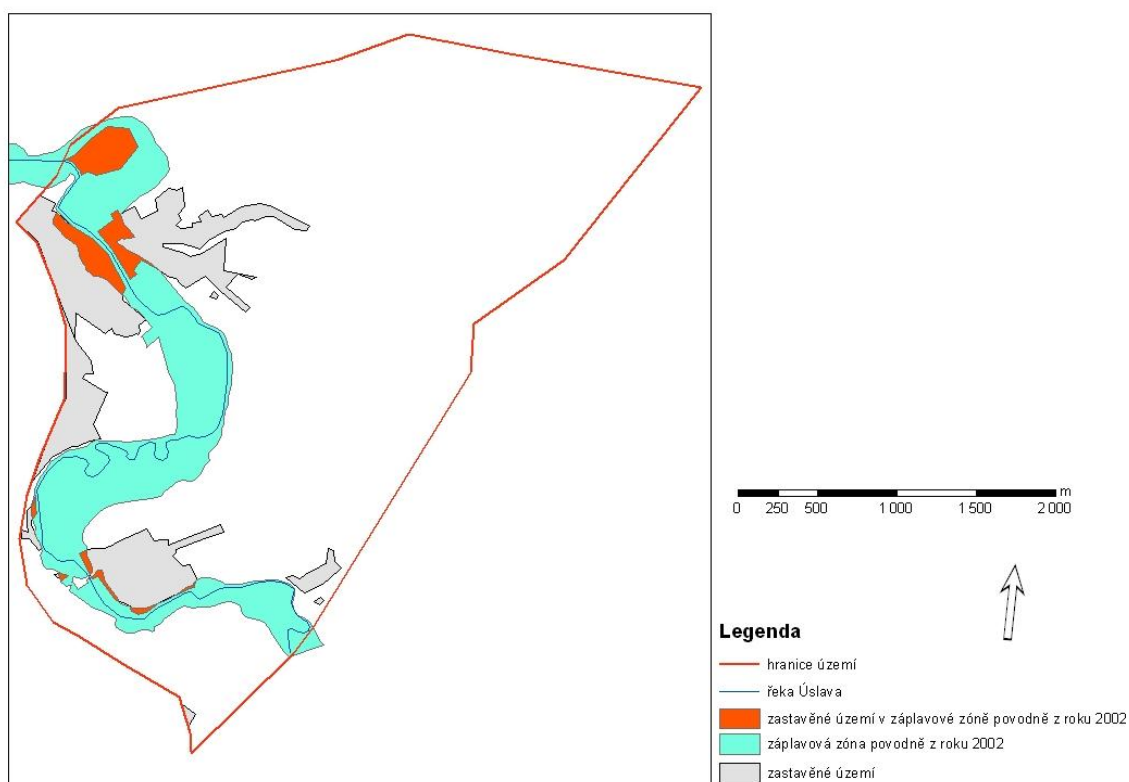 m
0 250 500 1 000 1 500 2 000
Legenda
hranice území
řeka Úslava
zastavěné území v záplavové zóně povodně z roku 2002
záplavová zóna povodně z roku 2002
zastavěné území